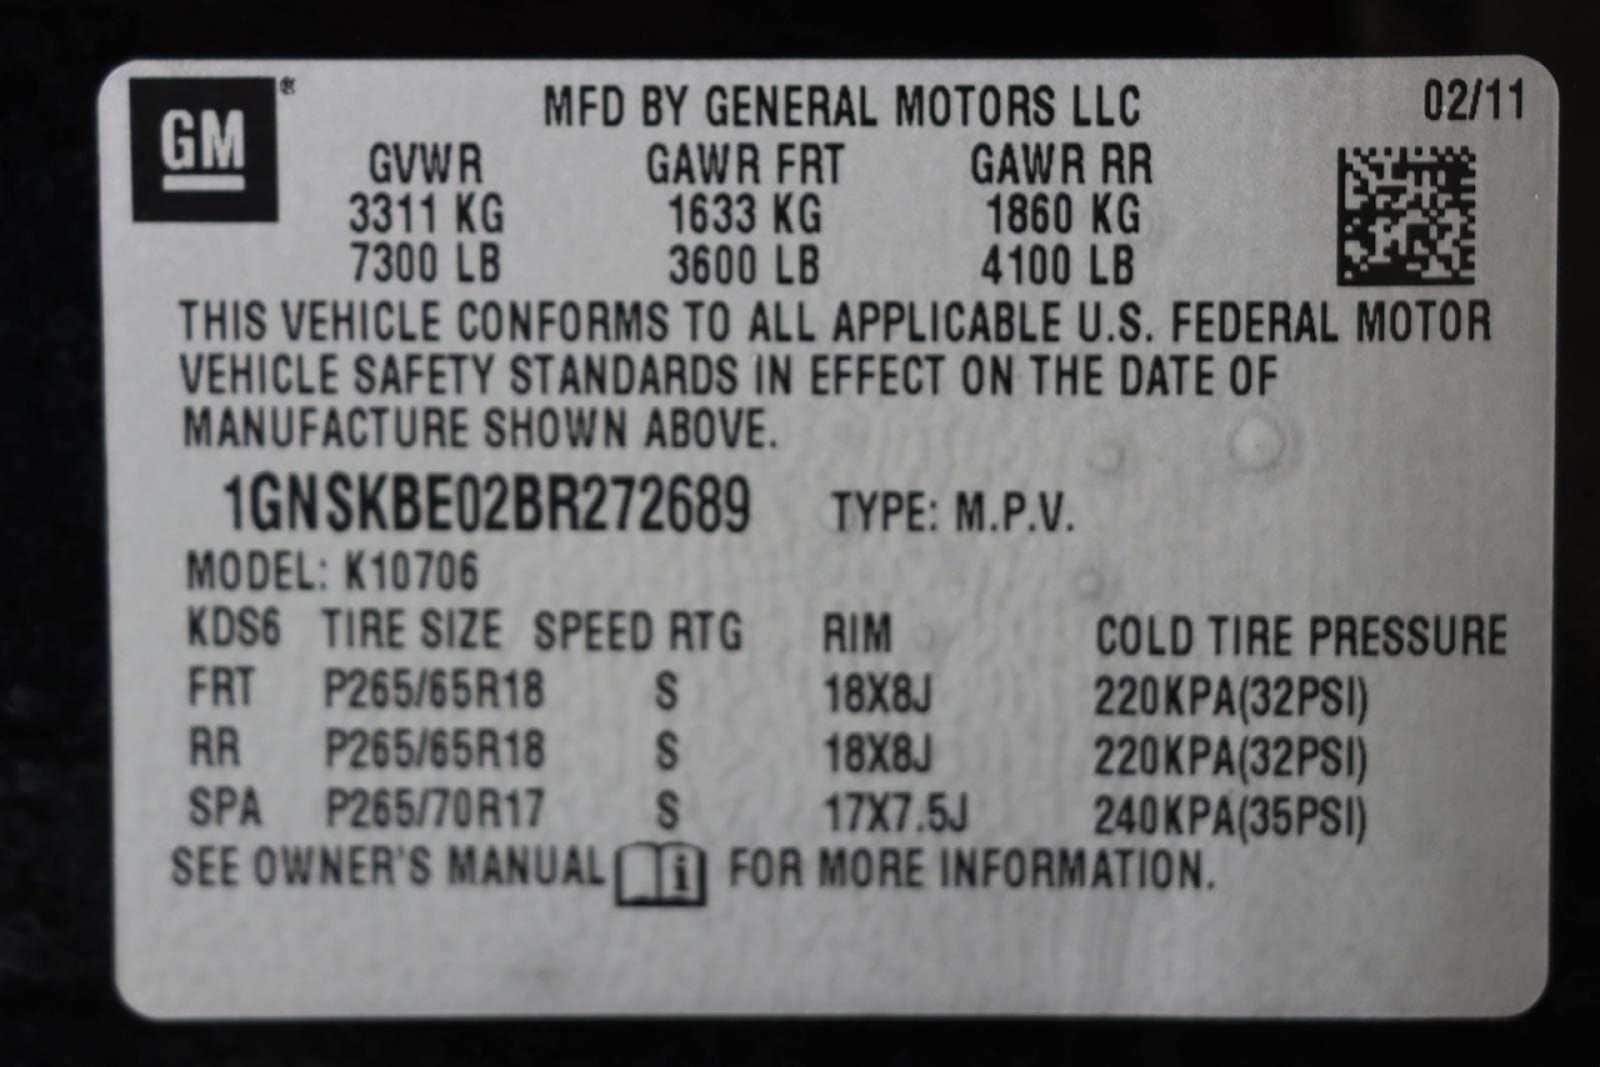 GM® MFD BY GENERAL MOTORS LLC 02/11
GVWR GAWR FRT GAWR RR
3311 KG 1633 KG 1860 KG
7300 LB 3600 LB 4100 LB
THIS VEHICLE CONFORMS TO ALL APPLICABLE U.S. FEDERAL MOTOR
VEHICLE SAFETY STANDARDS IN EFFECT ON THE DATE OF
MANUFACTURE SHOWN ABOVE.
1GNSKBE02BR272689 TYPE: M.P.V.
MODEL: K10706
KDS6 TIRE SIZE SPEED RTG RIM COLD TIRE PRESSURE
FRT P265/65R18 S 18X8J 220KPA(32PSI)
RR P265/65R18 S 18X8J 220KPA(32PSI)
SPA P265/70R17 S 17X7.5J 240KPA(35PSI)
SEE OWNER'S MANUAL i FOR MORE INFORMATION.